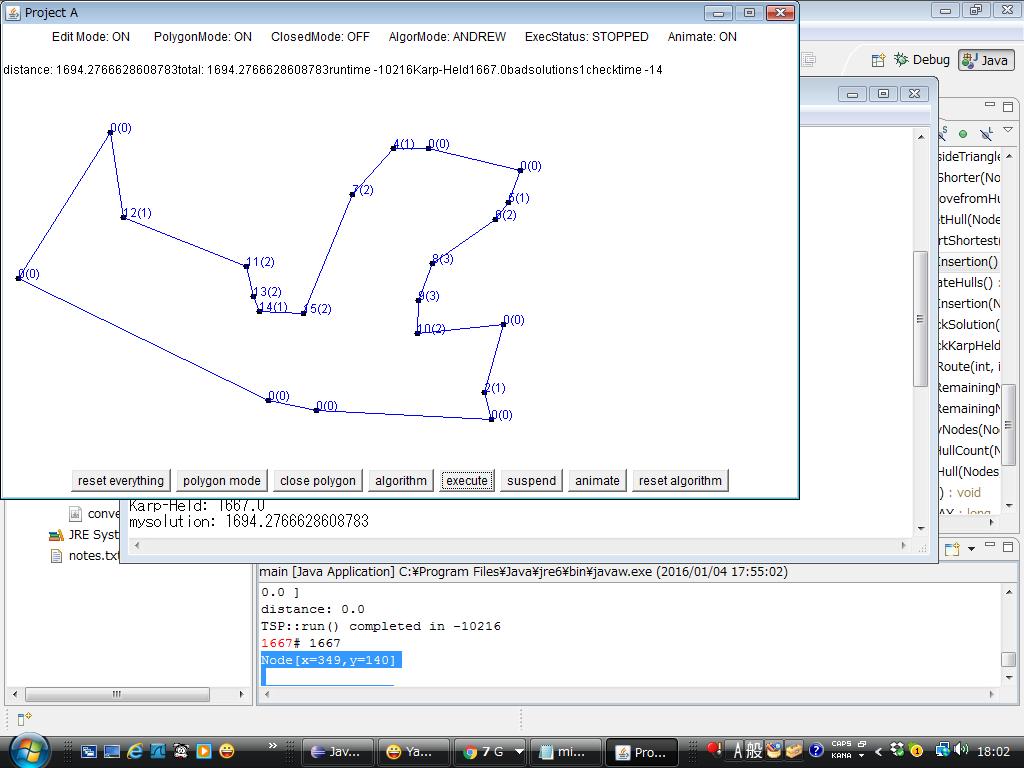 Project A
Edit Mode: ON PolygonMode: ON ClosedMode: OFF AlgorMode: ANDREW ExecStatus: STOPPED Animate: ON
distance: 1694.2766628608783total: 1694.2766628608783runtime -10216Karp-Held1667.0badsolutions1checktime -14
0(0)
4(1) 0(0)
0(0)
7(2)
5(1)
12(1)
6(2)
11(2)
8(3)
0(0)
13(2)
9(3)
14(1) 15(2)
0(0)
10(2)
2(1)
0(0)
0(0)
0(0)
reset everything polygon mode close polygon algorithm execute suspend animate reset algorithm
Debug Java
sideTriangle
Shorter(No
ovefromHu
etHull(Node
rtShortest(
Insertion()
ateHulls() :
Insertion(N
ckSolution(
ckKarpHeld
Route(int, i
RemainingN
RemainingN
yNodes(No
HullCount(N
Hull(Nodes
) : void
AX : long
Karp-Held: 1667.0
mysolution: 1694.2766628608783
conve
JRE Syst
notes.txt
main [Java Application] C:¥Program Files¥Java¥jre6¥bin¥javaw.exe (2016/01/04 17:55:02)
0.0 ]
distance: 0.0
TSP::run() completed in -10216
1667# 1667
Node[x=349,y=140]
Jav... Ya... 7 G mi... Pro... A 般 CAPS KANA 18:02